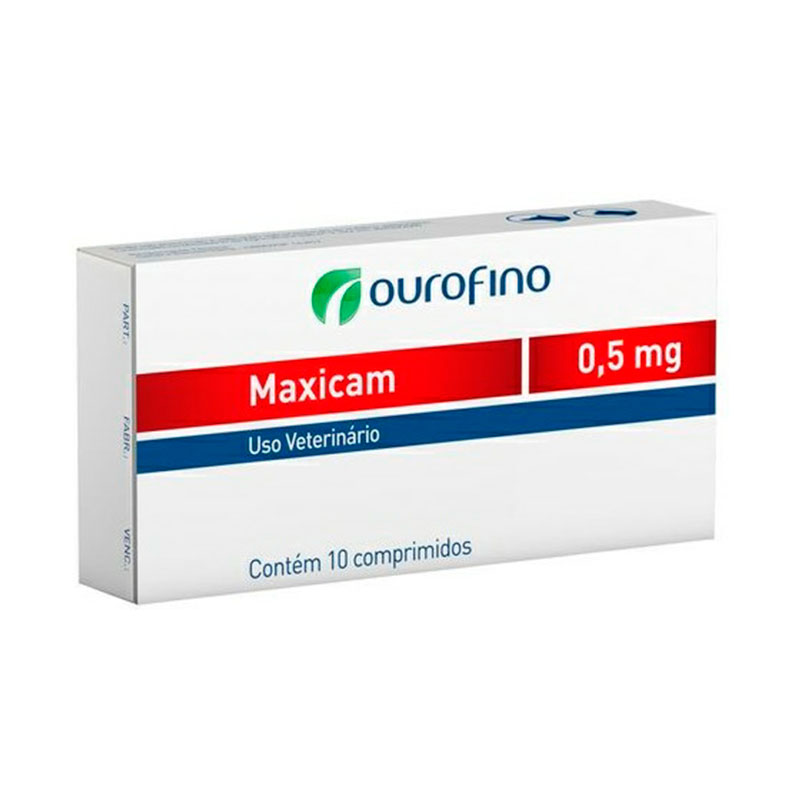 ourofino
Maxicam
0,5 mg
Uso Veterinário
Contém 10 comprimidos
PART.:
FABR.:
VENC.: